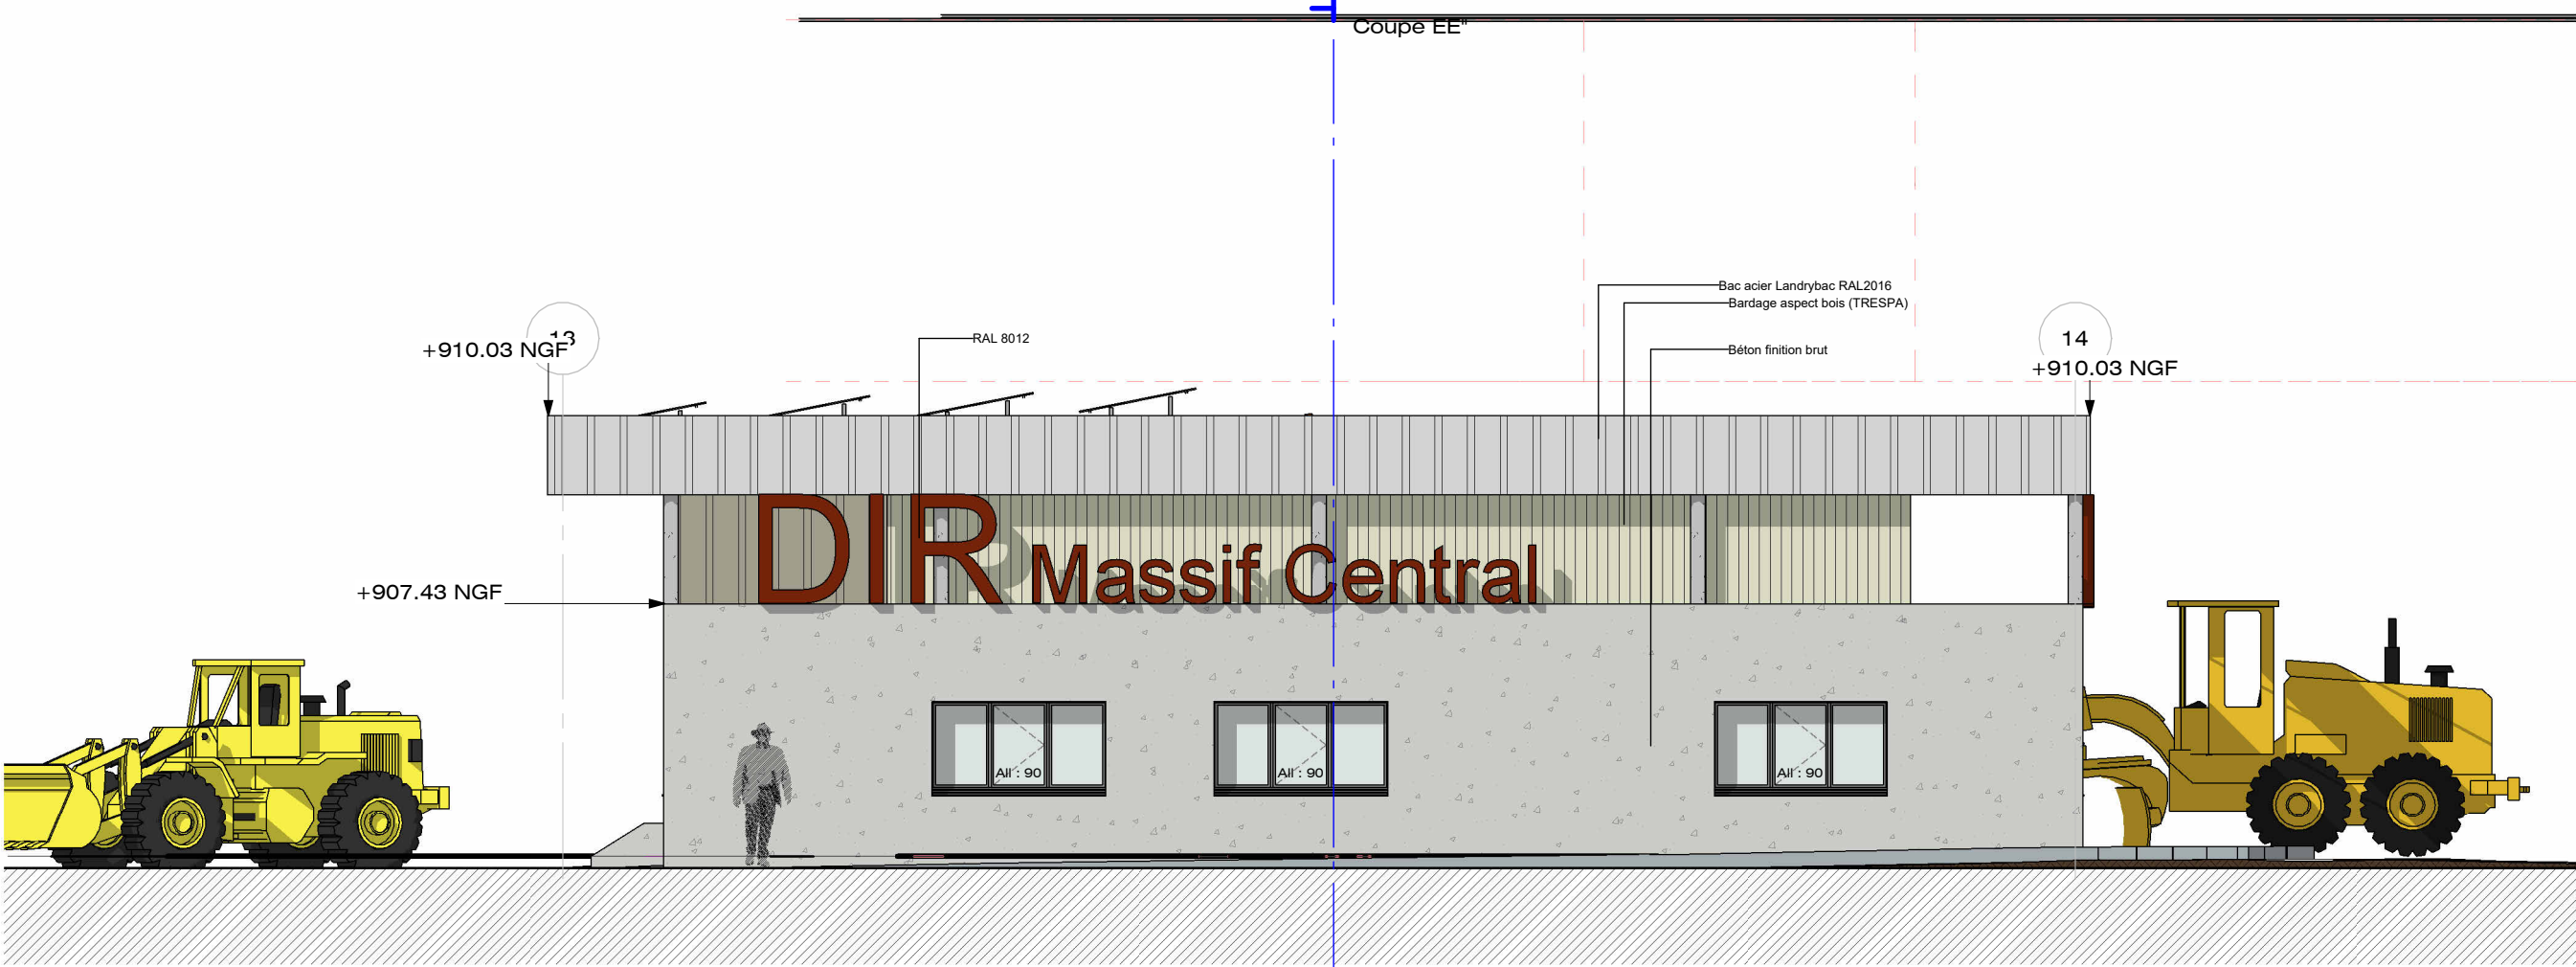 Coupe EE"
Bac acier Landrybac RAL2016
Bardage aspect bois (TRESPA)
RAL 8012
Béton finition brut
13
+910.03 NGF
14
+910.03 NGF
DIR Massif Central
+907.43 NGF
All : 90
All : 90
All : 90